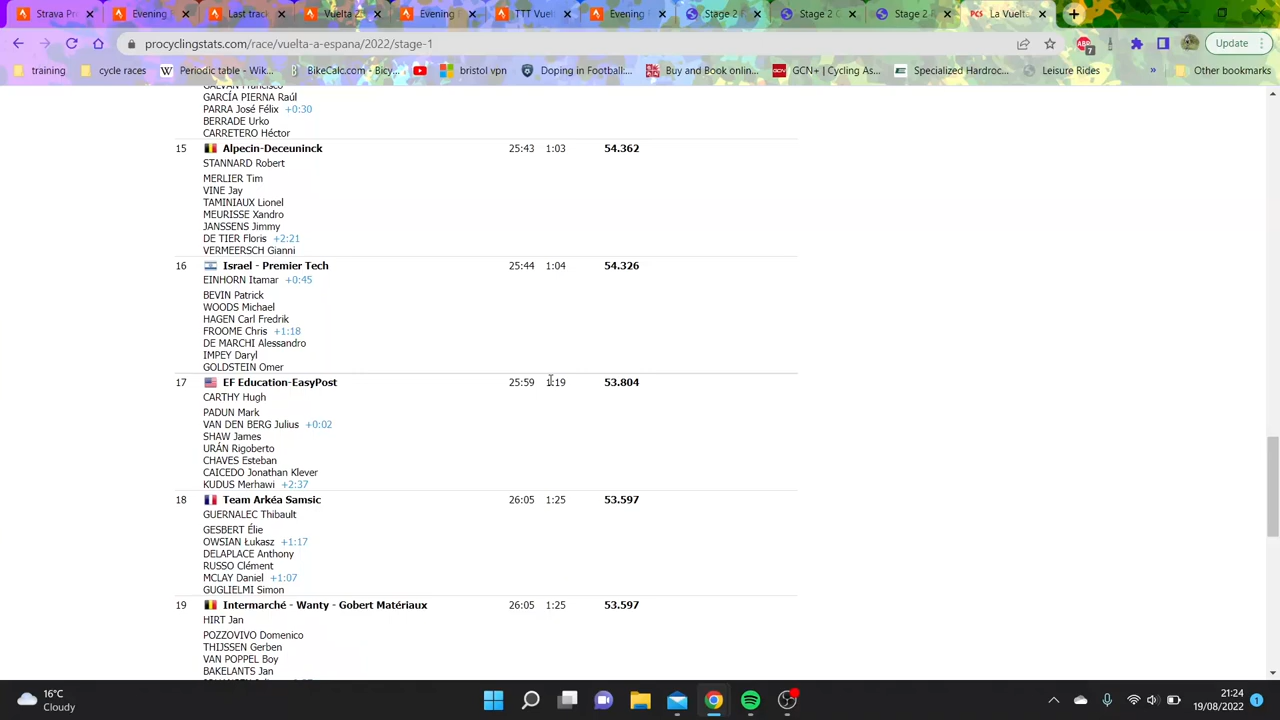 Strava Pro
Evening
Last track
Vuelta 2
Evening
TTT Vuelt
Evening R
Stage 2
Stage 2
Stage 2
La Vuelta
procyclingstats.com/race/vuelta-a-espana/2022/stage-1
Update
training
cycle races
Periodic table - Wik...
BikeCalc.com - Bicy...
bristol vpn
Doping in Football:...
Buy and Book onlin...
GCN+ | Cycling As...
Specialized Hardroc...
Leisure Rides
»
Other bookmarks
GALVÁN Francisco
GARCÍA PIERNA Raúl
PARRA José Félix +0:30
BERRADE Urko
CARRETERO Héctor
15 Alpecin-Deceuninck 25:43 1:03 54.362
STANNARD Robert
MERLIER Tim
VINE Jay
TAMINIAUX Lionel
MEURISSE Xandro
JANSSENS Jimmy
DE TIER Floris +2:21
VERMEERSCH Gianni
16 Israel - Premier Tech 25:44 1:04 54.326
EINHORN Itamar +0:45
BEVIN Patrick
WOODS Michael
HAGEN Carl Fredrik
FROOME Chris +1:18
DE MARCHI Alessandro
IMPEY Daryl
GOLDSTEIN Omer
17 EF Education-EasyPost 25:59 1:19 53.804
CARTHY Hugh
PADUN Mark
VAN DEN BERG Julius +0:02
SHAW James
URÁN Rigoberto
CHAVES Esteban
CAICEDO Jonathan Klever
KUDUS Merhawi +2:37
18 Team Arkéa Samsic 26:05 1:25 53.597
GUERNALEC Thibault
GESBERT Élie
OWSIAN Łukasz +1:17
DELAPLACE Anthony
RUSSO Clément
MCLAY Daniel +1:07
GUGLIELMI Simon
19 Intermarché - Wanty - Gobert Matériaux 26:05 1:25 53.597
HIRT Jan
POZZOVIVO Domenico
THIJSSEN Gerben
VAN POPPEL Boy
BAKELANTS Jan
16°C
Cloudy
21:24
19/08/2022